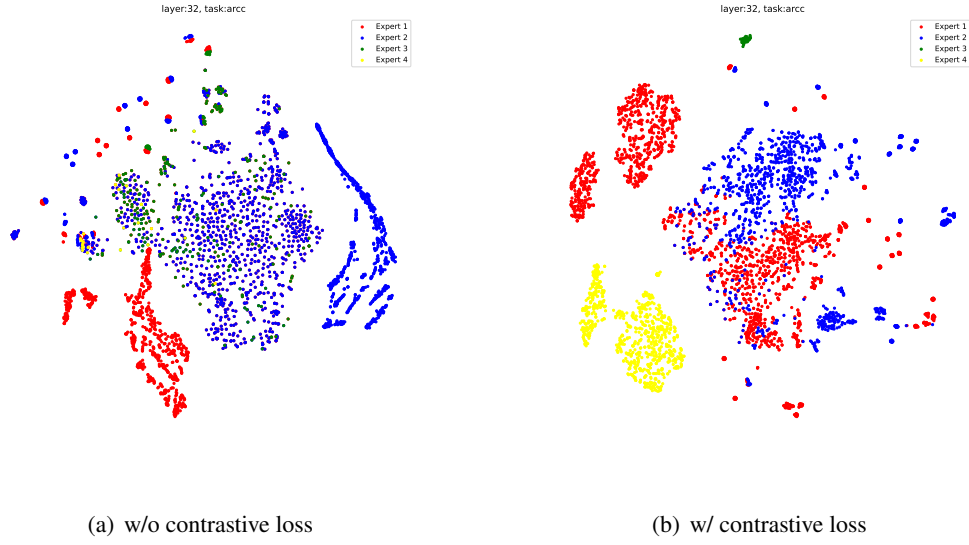 layer:32, task:arcc
Expert 1
Expert 2
Expert 3
Expert 4
layer:32, task:arcc
Expert 1
Expert 2
Expert 3
Expert 4
(a) w/o contrastive loss
(b) w/ contrastive loss